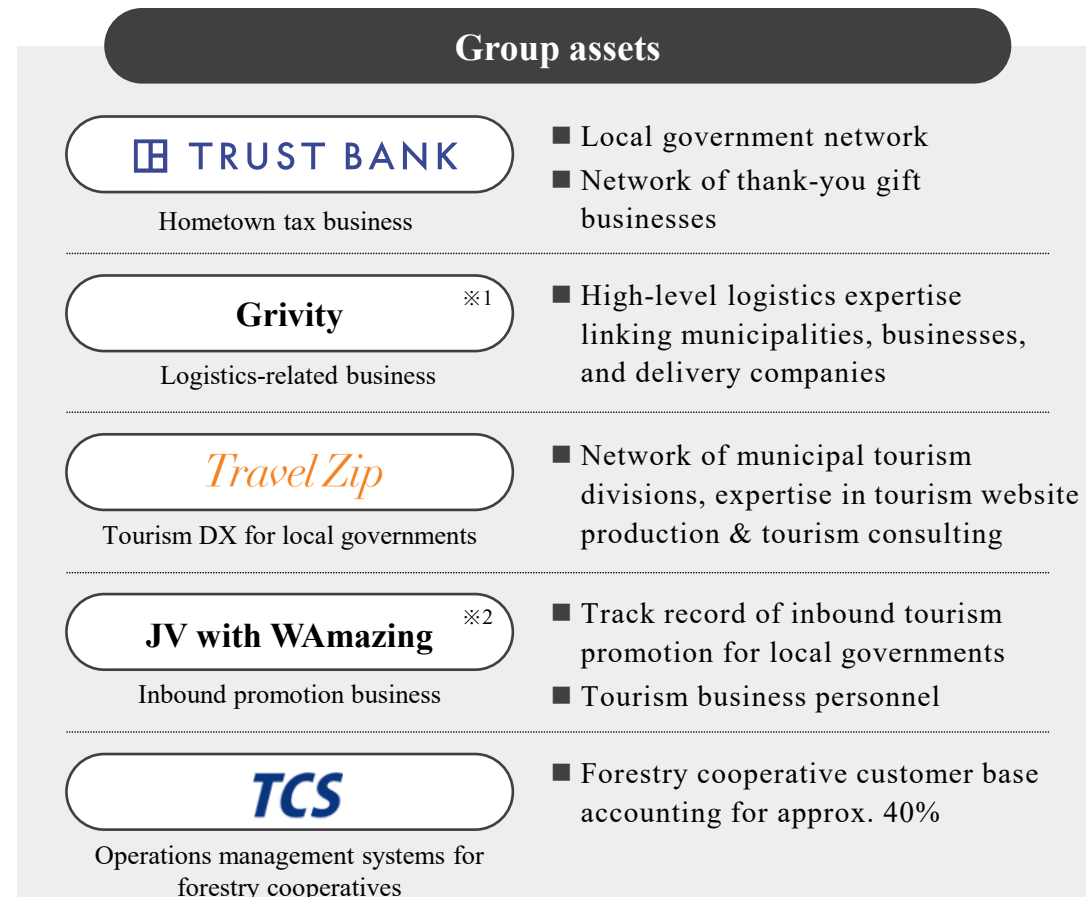 Group assets
TRUST BANK
Hometown tax business
■ Local government network
■ Network of thank-you gift
businesses
Grivity ※1
Logistics-related business
■ High-level logistics expertise
linking municipalities, businesses,
and delivery companies
Travel Zip
Tourism DX for local governments
■ Network of municipal tourism
divisions, expertise in tourism website
production & tourism consulting
JV with WAmazing ※2
Inbound promotion business
■ Track record of inbound tourism
promotion for local governments
■ Tourism business personnel
TCS
Operations management systems for
forestry cooperatives
■ Forestry cooperative customer base
accounting for approx. 40%